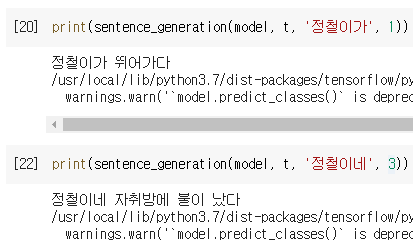 [20] print(sentence_generation(model, t, '정철이가', 1))
정철이가 뛰어가다
/usr/local/lib/python3.7/dist-packages/tensorflow/py
warnings.warn('`model.predict_classes()` is deprec
[22] print(sentence_generation(model, t, '정철이네', 3))
정철이네 자취방에 불이 났다
/usr/local/lib/python3.7/dist-packages/tensorflow/py
warnings.warn('`model.predict_classes()` is deprec